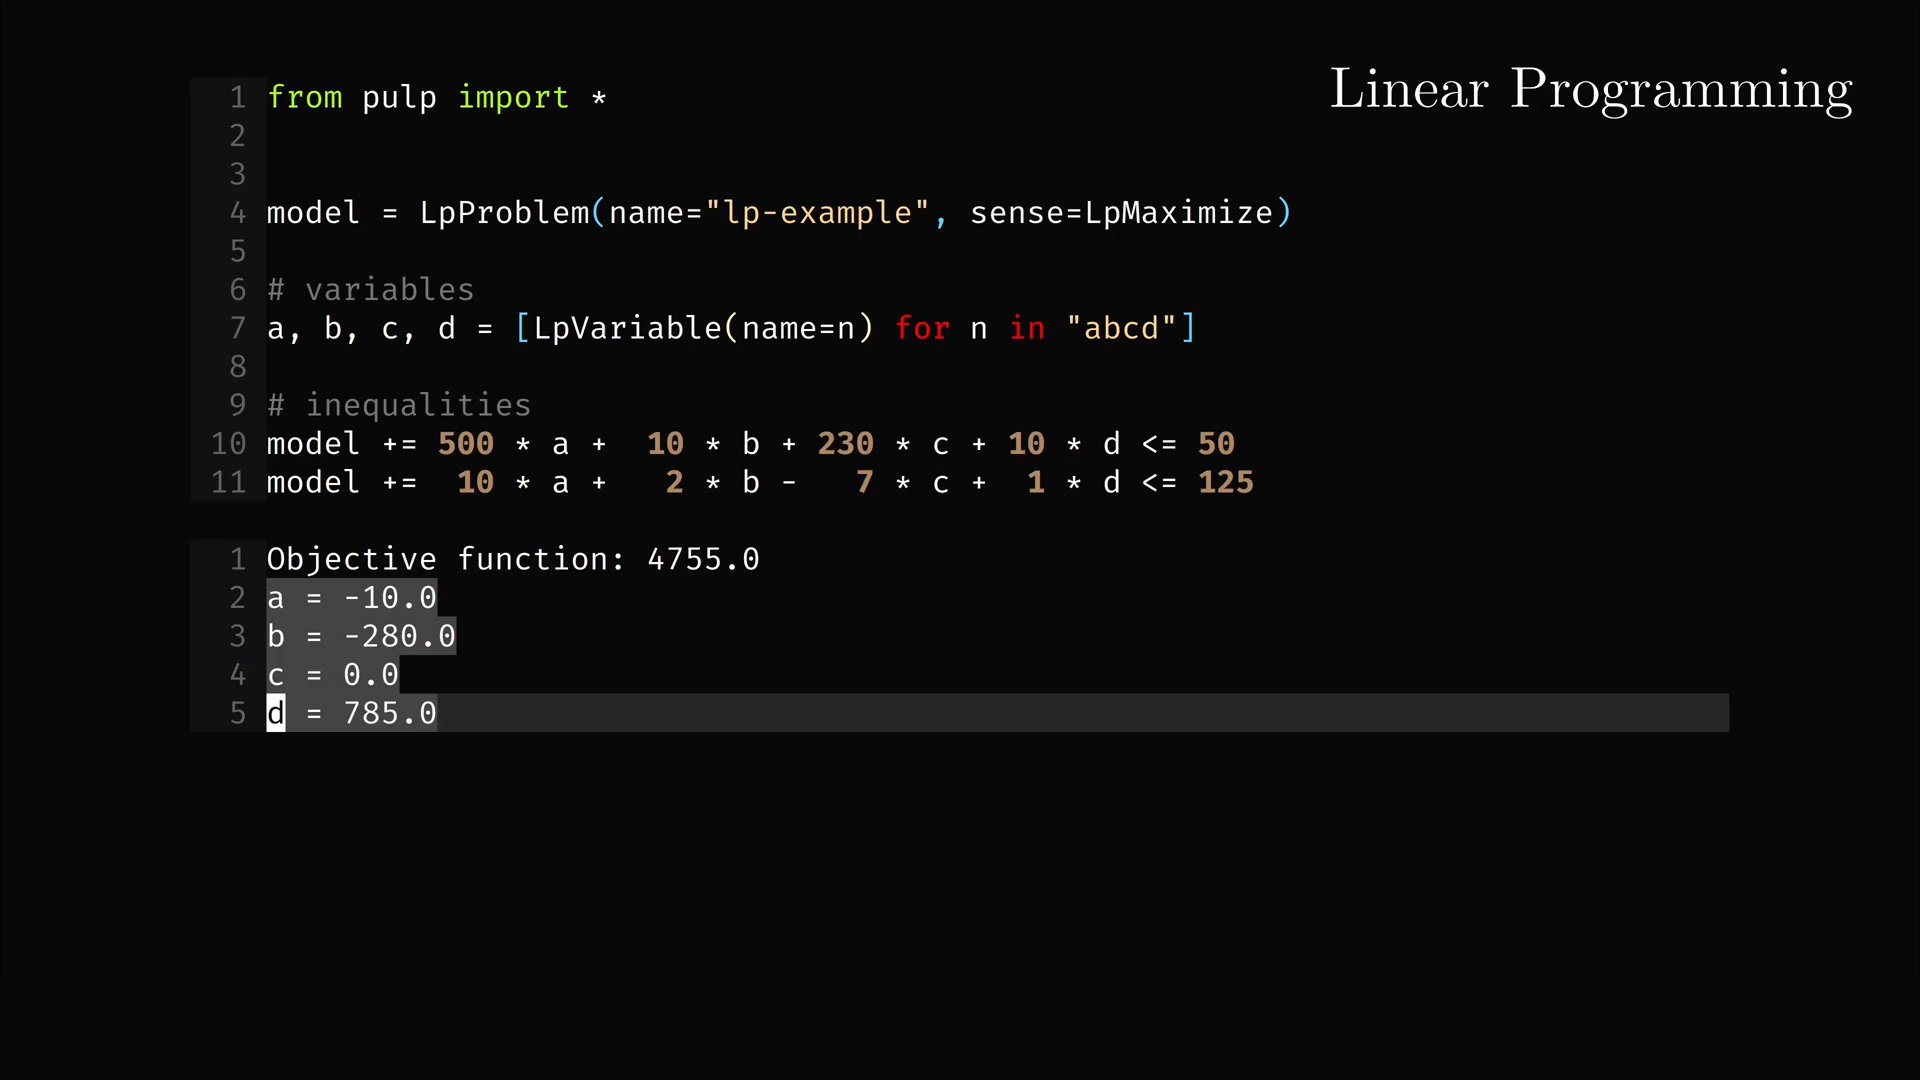 Linear Programming
1 from pulp import *
2
3
4 model = LpProblem(name="lp-example", sense=LpMaximize)
5
6 # variables
7 a, b, c, d = [LpVariable(name=n) for n in "abcd"]
8
9 # inequalities
10 model += 500 * a +  10 * b + 230 * c + 10 * d <= 50
11 model +=  10 * a +   2 * b -   7 * c +  1 * d <= 125
1 Objective function: 4755.0
2 a = -10.0
3 b = -280.0
4 c = 0.0
5 d = 785.0